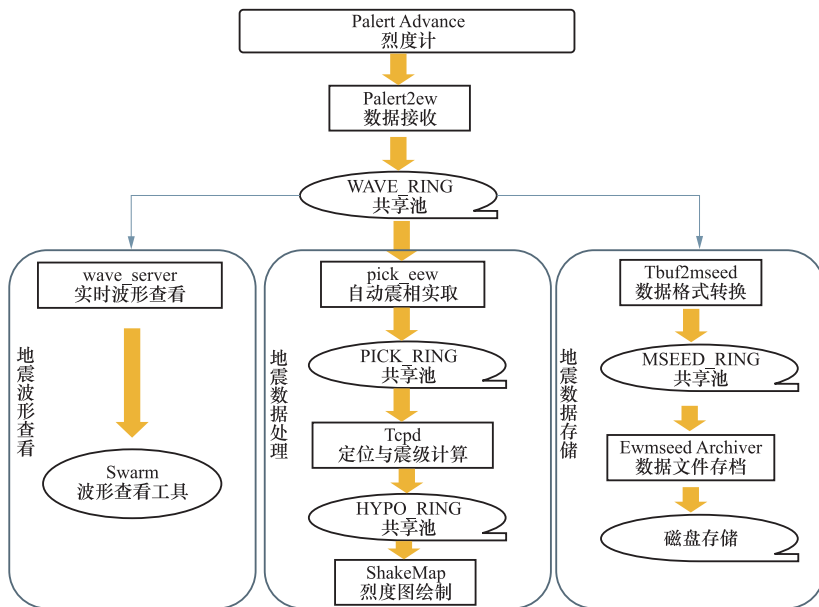 Palert Advance
烈度计
Palert2ew
数据接收
WAVE_RING
共享池
地震波形查看
wave_server
实时波形查看
Swarm
波形查看工具
地震数据处理
pick_eew
自动震相实取
PICK_RING
共享池
Tcpd
定位与震级计算
HYPO_RING
共享池
ShakeMap
烈度图绘制
地震数据存储
Tbuf2mseed
数据格式转换
MSEED_RING
共享池
Ewmseed Archiver
数据文件存档
磁盘存储